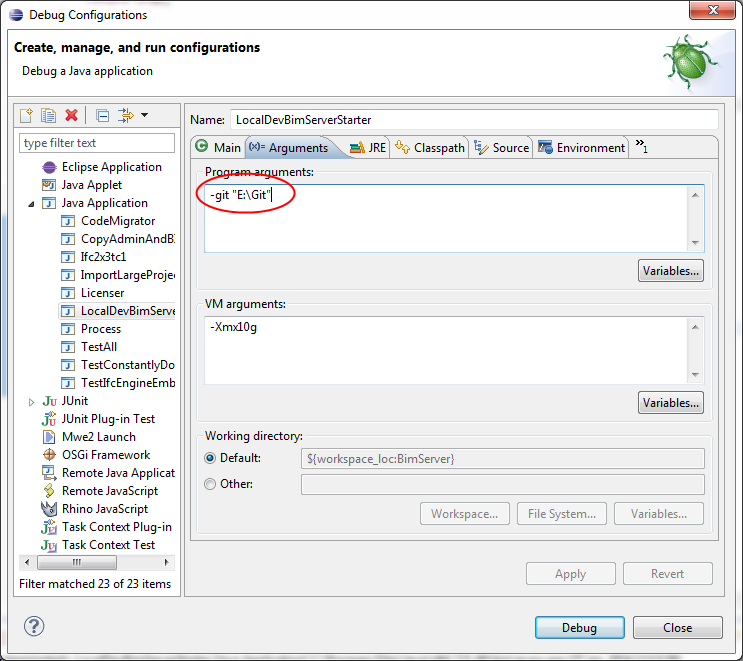 Debug Configurations
Create, manage, and run configurations
Debug a Java application
type filter text
Eclipse Application
Java Applet
Java Application
CodeMigrator
CopyAdminAndB
Ifc2x3tc1
ImportLargeProje
Licenser
LocalDevBimServe
Process
TestAll
TestConstantlyDo
TestIfcEngineEmb
JUnit
JUnit Plug-in Test
Mwe2 Launch
OSGi Framework
Remote Java Applicat
Remote JavaScript
Rhino JavaScript
Task Context Plug-in
Task Context Test
Filter matched 23 of 23 items
Name: LocalDevBimServerStarter
Main (x)= Arguments JRE Classpath Source Environment »1
Program arguments:
-git "E:\Git"
Variables...
VM arguments:
-Xmx10g
Variables...
Working directory:
Default: ${workspace_loc:BimServer}
Other:
Workspace... File System... Variables...
Apply Revert
Debug Close